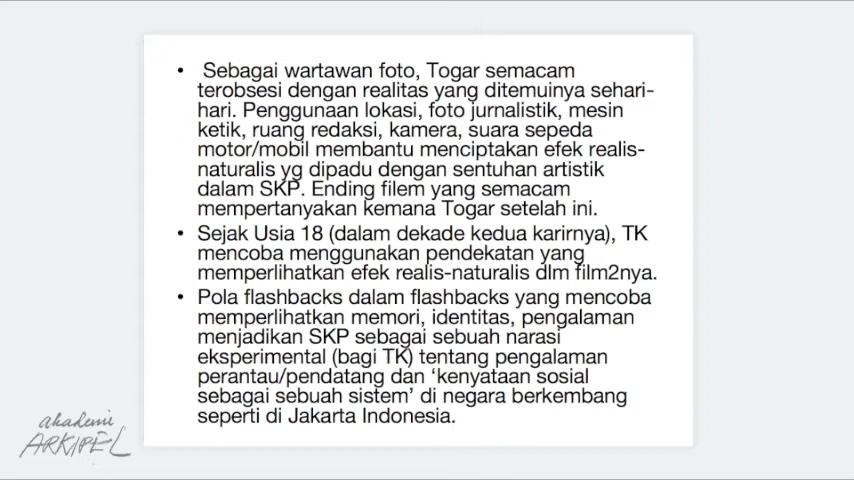 • Sebagai wartawan foto, Togar semacam
terobsesi dengan realitas yang ditemuinya sehari-
hari. Penggunaan lokasi, foto jurnalistik, mesin
ketik, ruang redaksi, kamera, suara sepeda
motor/mobil membantu menciptakan efek realis-
naturalis yg dipadu dengan sentuhan artistik
dalam SKP. Ending filem yang semacam
mempertanyakan kemana Togar setelah ini.
• Sejak Usia 18 (dalam dekade kedua karirnya), TK
mencoba menggunakan pendekatan yang
memperlihatkan efek realis-naturalis dlm film2nya.
• Pola flashbacks dalam flashbacks yang mencoba
memperlihatkan memori, identitas, pengalaman
menjadikan SKP sebagai sebuah narasi
eksperimental (bagi TK) tentang pengalaman
perantau/pendatang dan ‘kenyataan sosial
sebagai sebuah sistem’ di negara berkembang
seperti di Jakarta Indonesia.
akademi
ARKIPEL